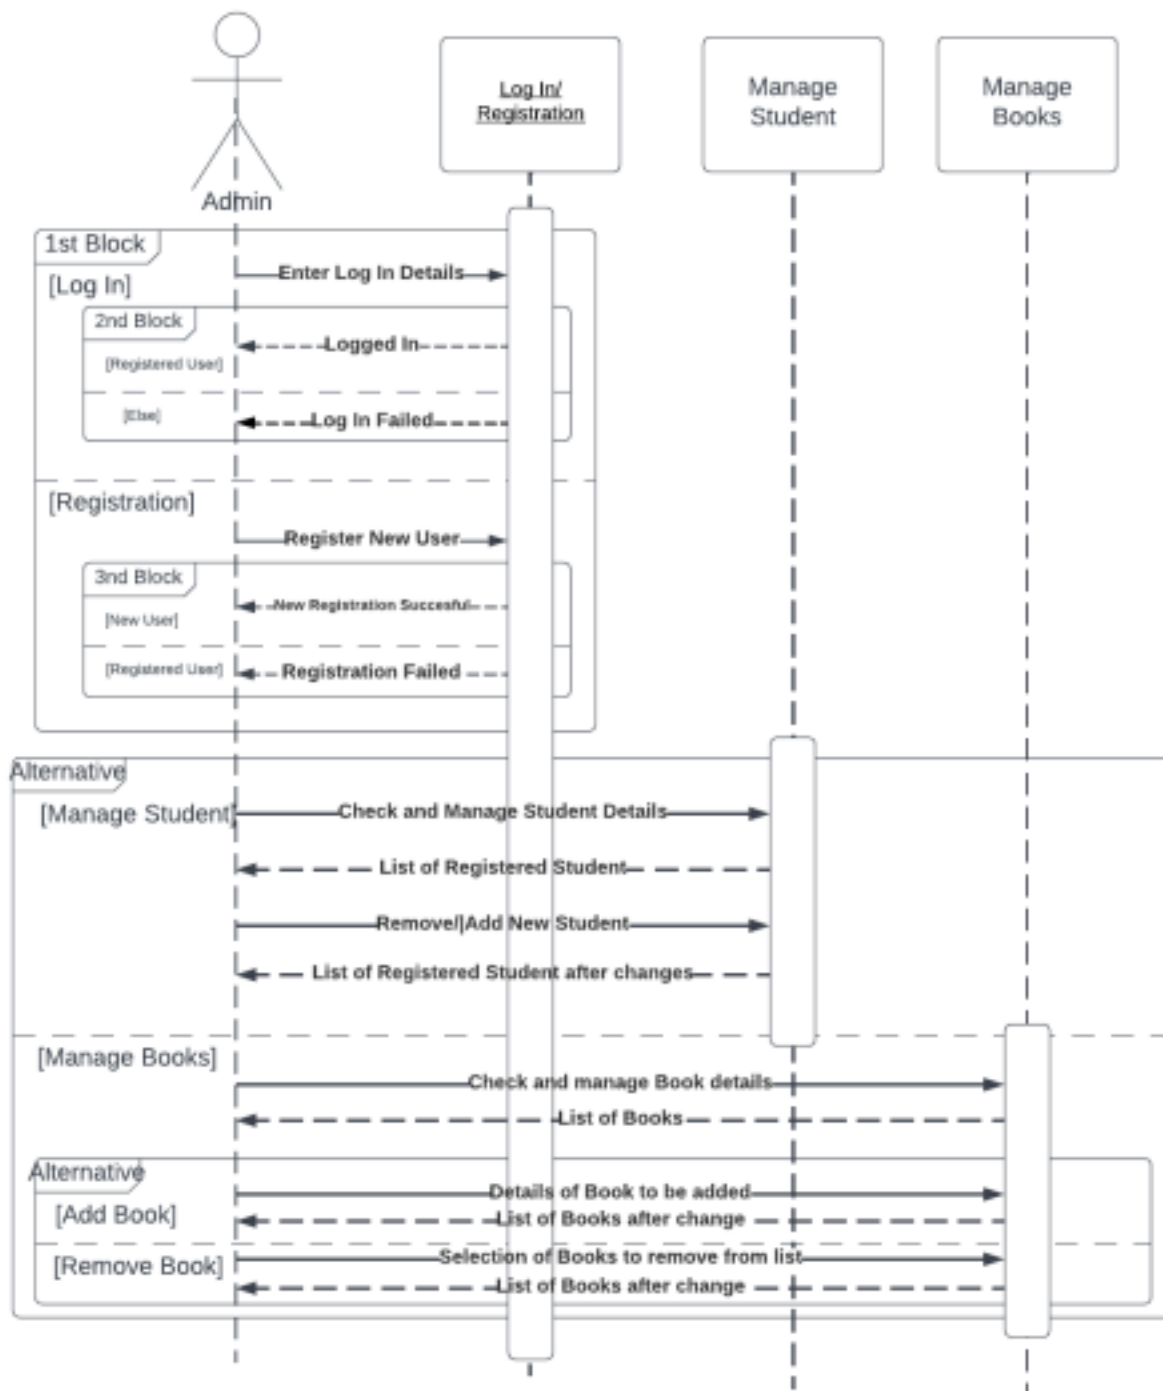 Log In/
Registration
Manage
Student
Manage
Books
Admin
1st Block
[Log In]
Enter Log In Details
2nd Block
[Registered User]
Logged In
[Else]
Log In Failed
[Registration]
Register New User
3nd Block
[New User]
New Registration Succesful
[Registered User]
Registration Failed
Alternative
[Manage Student]
Check and Manage Student Details
List of Registered Student
Remove/|Add New Student
List of Registered Student after changes
[Manage Books]
Check and manage Book details
List of Books
Alternative
[Add Book]
Details of Book to be added
List of Books after change
[Remove Book]
Selection of Books to remove from list
List of Books after change